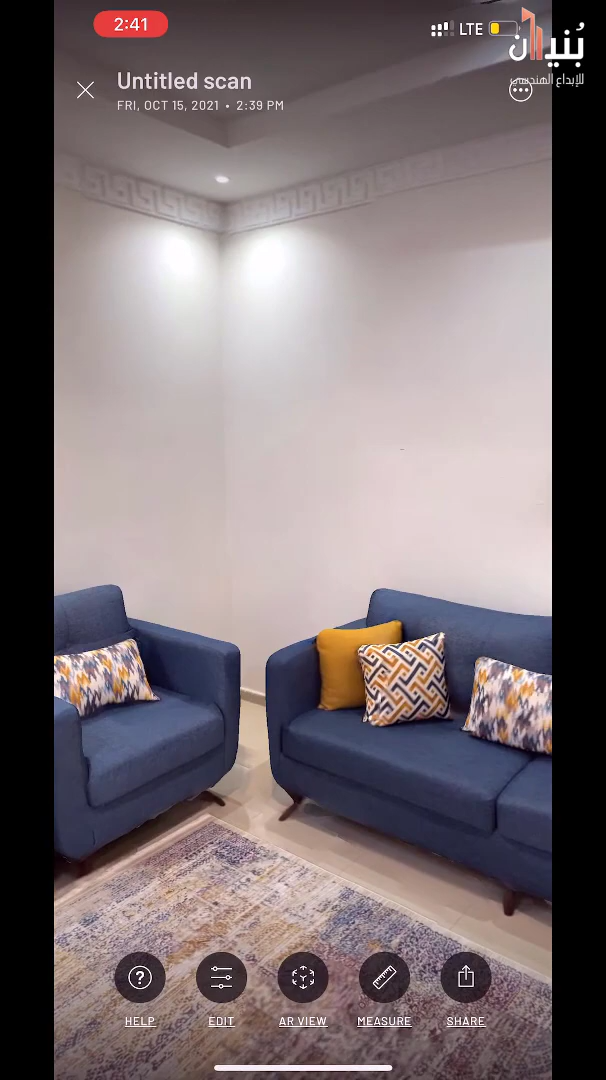 2:41
LTE
بُنيان
للإبداع الهندسي
Untitled scan
FRI, OCT 15, 2021 • 2:39 PM
HELP
EDIT
AR VIEW
MEASURE
SHARE